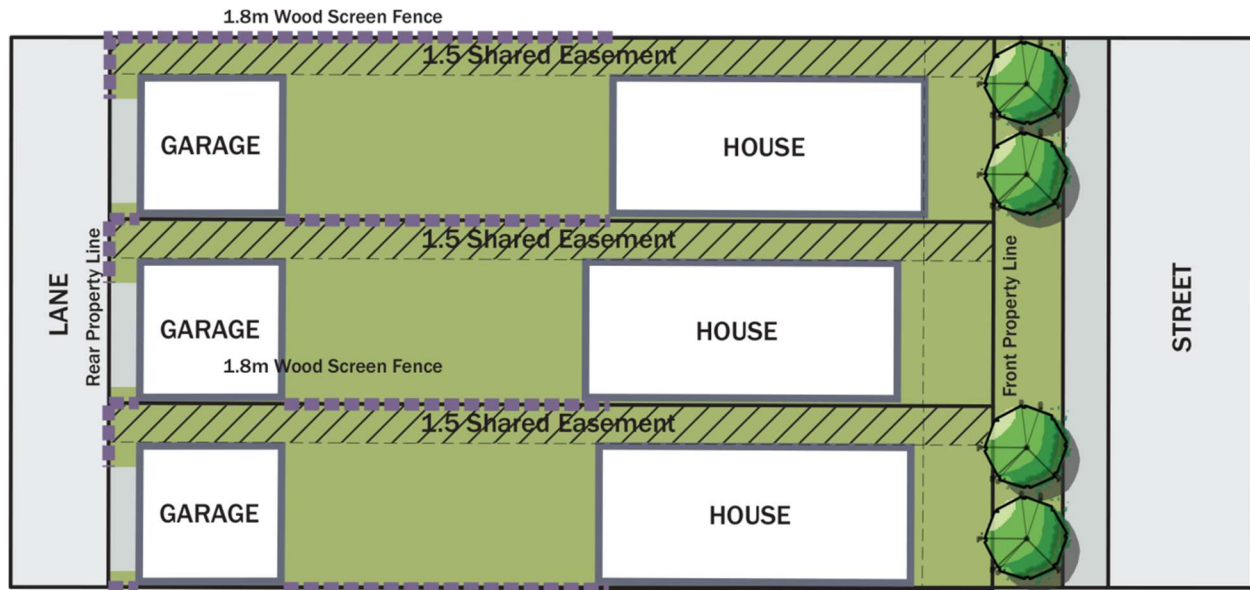 1.8m Wood Screen Fence
1.5 Shared Easement
GARAGE
HOUSE
1.5 Shared Easement
LANE
Rear Property Line
GARAGE
HOUSE
Front Property Line
STREET
1.8m Wood Screen Fence
1.5 Shared Easement
GARAGE
HOUSE